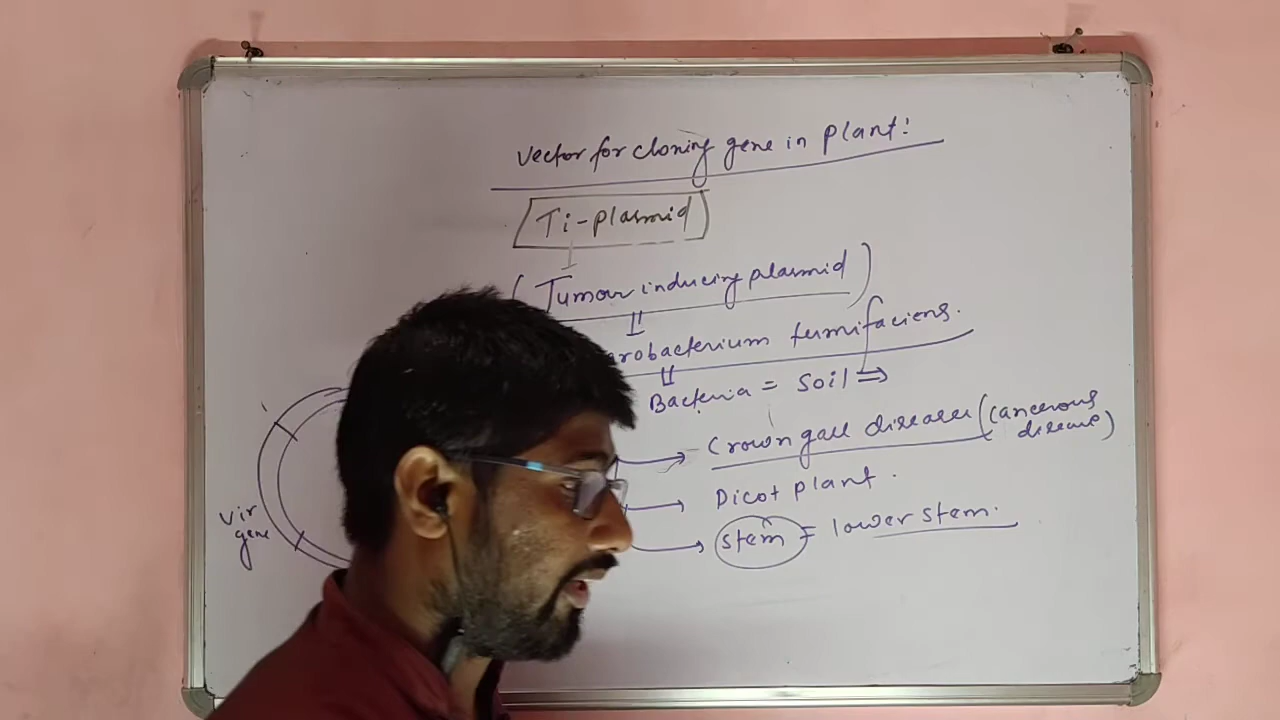 vector for cloning gene in plant:
Ti-plasmid
( Tumour inducing plasmid )
robacterium tumifaciens.
Bacteria = Soil ⇒
Crown gall diseases (Cancerous disease)
Dicot plant.
Stem = lower stem.
vir
gene